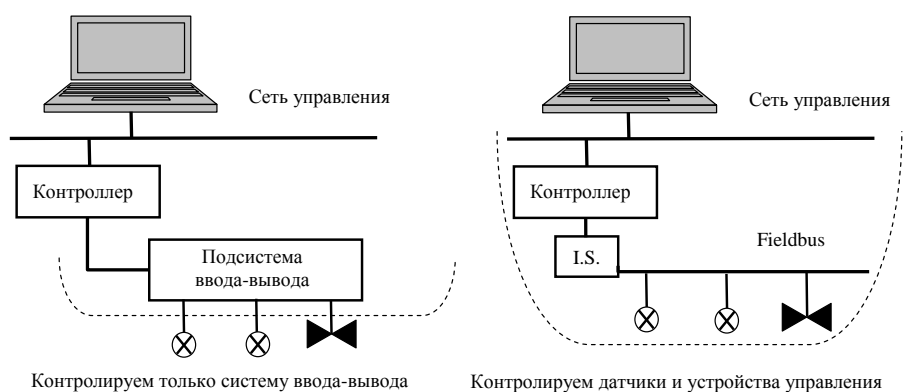 Сеть управления
Контроллер
Подсистема
ввода-вывода
Контролируем только систему ввода-вывода
Сеть управления
Контроллер
I.S.
Fieldbus
Контролируем датчики и устройства управления